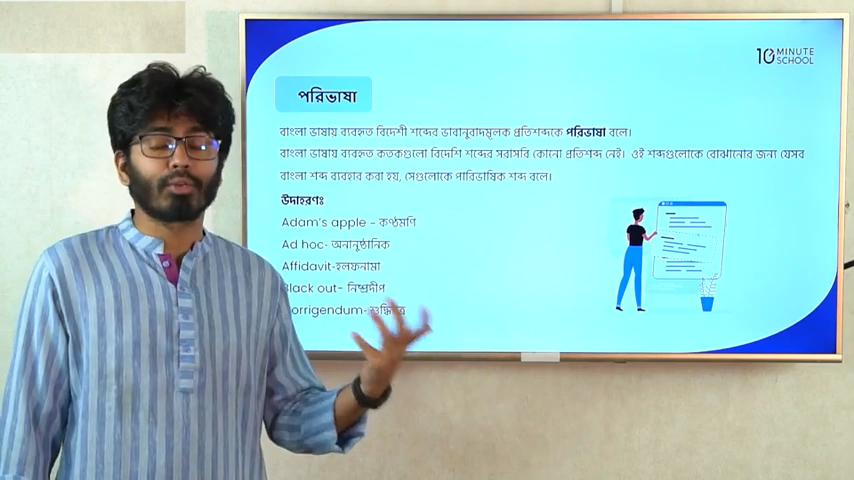 10 MINUTE SCHOOL
পরিভাষা
বাংলা ভাষায় ব্যবহৃত বিদেশী শব্দের ভাবানুবাদমূলক প্রতিশব্দকে পরিভাষা বলে।
বাংলা ভাষায় ব্যবহৃত কতকগুলো বিদেশি শব্দের সরাসরি কোনো প্রতিশব্দ নেই। ওই শব্দগুলোকে বোঝানোর জন্য যেসব
বাংলা শব্দ ব্যবহার করা হয়, সেগুলোকে পারিভাষিক শব্দ বলে।
উদাহরণঃ
Adam's apple – কণ্ঠমণি
Ad hoc- অনানুষ্ঠানিক
Affidavit-হলফনামা
Black out- নিষ্প্রদীপ
orrigendum-